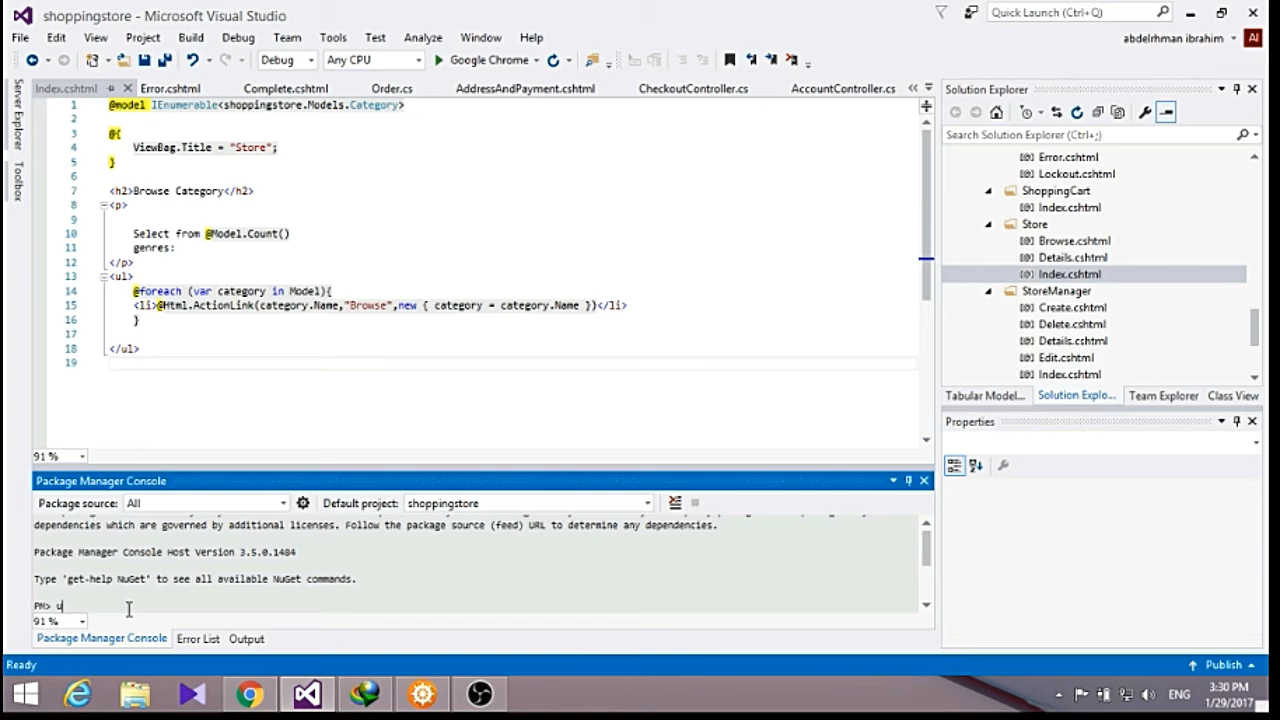 shoppingstore - Microsoft Visual Studio
Quick Launch (Ctrl+Q)
File Edit View Project Build Debug Team Tools Test Analyze Window Help
abdelrhman ibrahim AI
Debug Any CPU Google Chrome
Server Explorer
Toolbox
Index.cshtml Error.cshtml Complete.cshtml Order.cs AddressAndPayment.cshtml CheckoutController.cs AccountController.cs
1 @model IEnumerable<shoppingstore.Models.Category>
2
3 @{
4 ViewBag.Title = "Store";
5 }
6
7 <h2>Browse Category</h2>
8 <p>
9
10 Select from @Model.Count()
11 genres:
12 </p>
13 <ul>
14 @foreach (var category in Model){
15 <li>@Html.ActionLink(category.Name,"Browse",new { category = category.Name })</li>
16 }
17
18 </ul>
19
91 %
Solution Explorer
Search Solution Explorer (Ctrl+;)
Error.cshtml
Lockout.cshtml
ShoppingCart
Index.cshtml
Store
Browse.cshtml
Details.cshtml
Index.cshtml
StoreManager
Create.cshtml
Delete.cshtml
Details.cshtml
Edit.cshtml
Index.cshtml
Tabular Model... Solution Explo... Team Explorer Class View
Properties
Package Manager Console
Package source: All Default project: shoppingstore
dependencies which are governed by additional licenses. Follow the package source (feed) URL to determine any dependencies.
Package Manager Console Host Version 3.5.0.1484
Type 'get-help NuGet' to see all available NuGet commands.
PM> u
91 %
Package Manager Console Error List Output
Ready
Publish
ENG
3:30 PM
1/29/2017